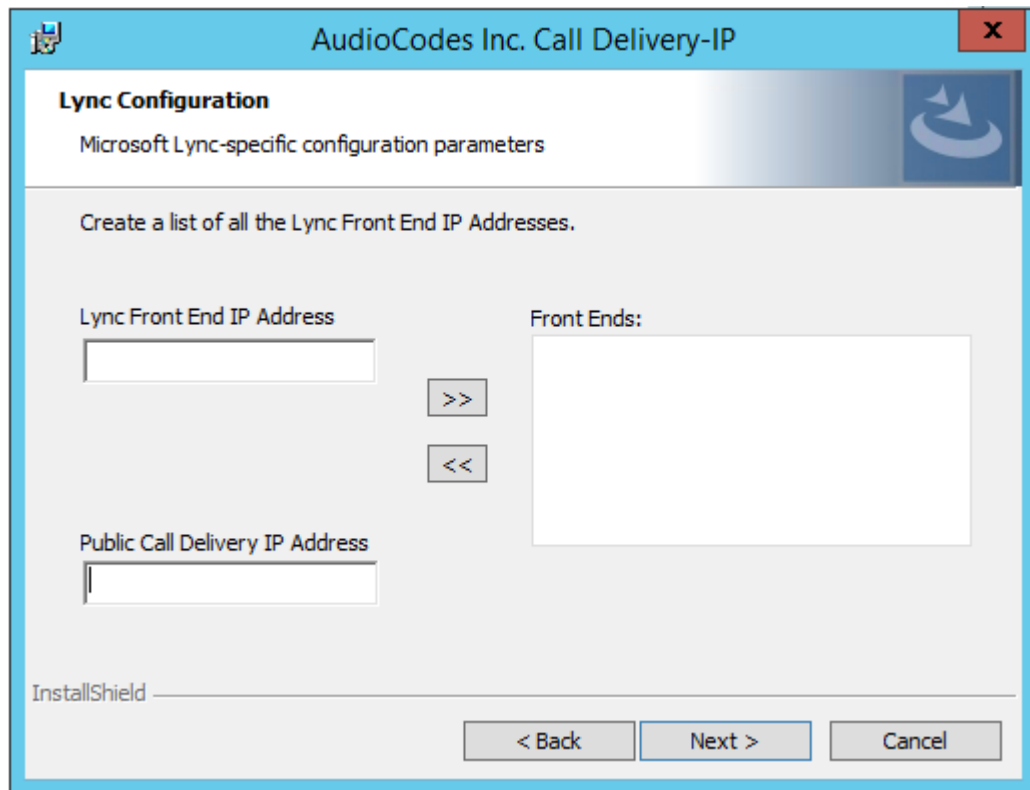 AudioCodes Inc. Call Delivery-IP
x
Lync Configuration
Microsoft Lync-specific configuration parameters
Create a list of all the Lync Front End IP Addresses.
Lync Front End IP Address
Front Ends:
>>
<<
Public Call Delivery IP Address
InstallShield
< Back
Next >
Cancel